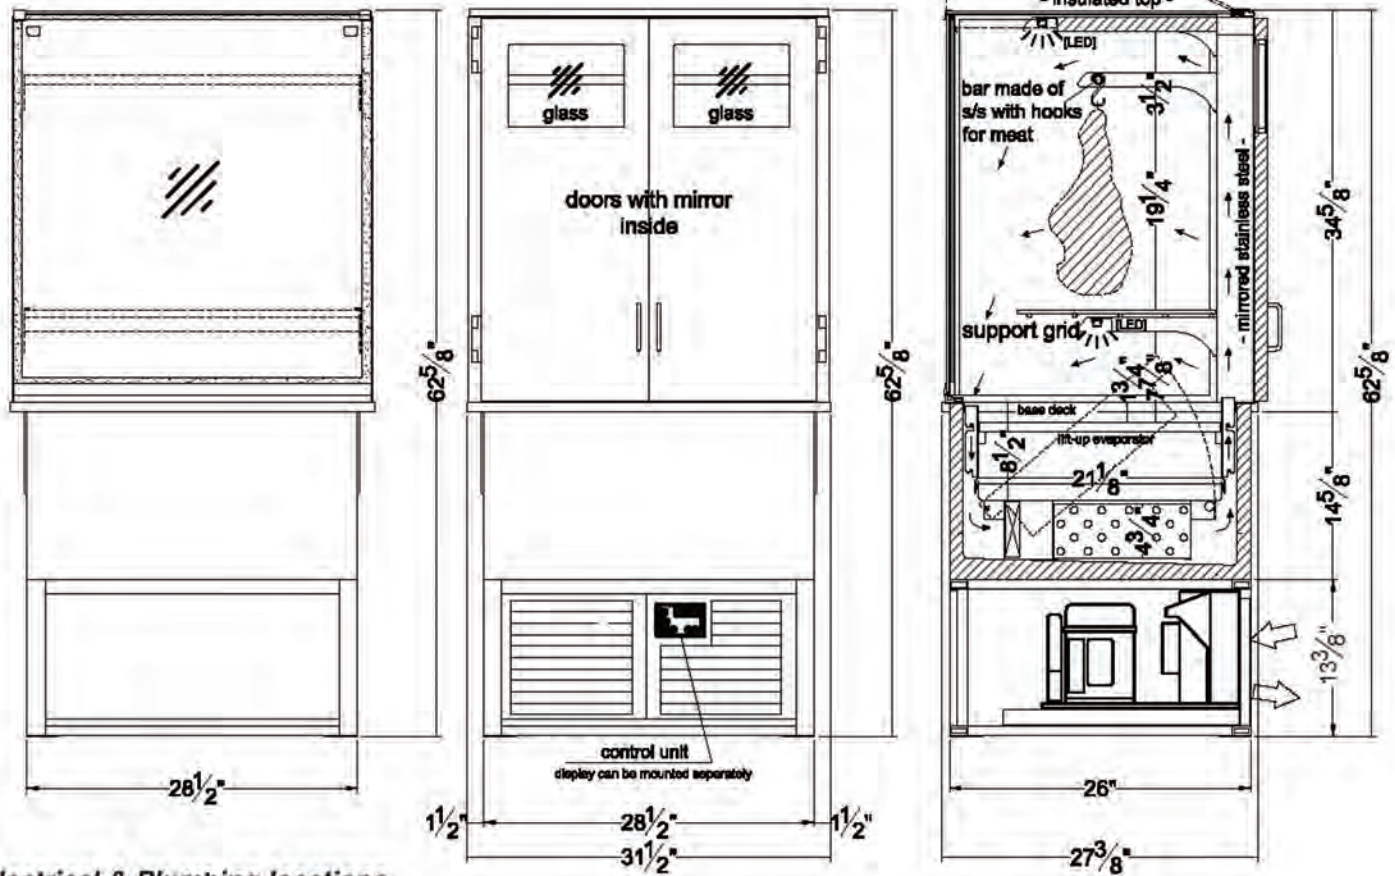 - insulated top -
[LED]
bar made of
s/s with hooks
for meat
3 1/2"
19 1/4"
- mirrored stainless steel -
34 5/8"
glass
glass
doors with mirror
inside
support grid
[LED]
1 3/4"
7/8"
62 5/8"
62 5/8"
62 5/8"
base deck
lift-up evaporator
8 1/2"
21 1/8"
4 3/4"
14 5/8"
13 3/8"
control unit
display can be mounted seperately
28 1/2"
1 1/2"
28 1/2"
1 1/2"
31 1/2"
26"
27 3/8"